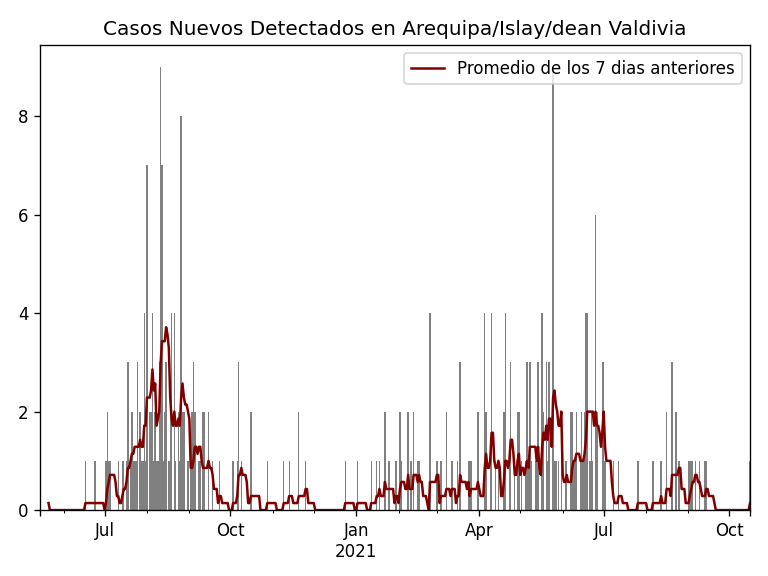 Casos Nuevos Detectados en Arequipa/Islay/dean Valdivia
Promedio de los 7 dias anteriores
8
6
4
2
0
Jul
Oct
Jan
2021
Apr
Jul
Oct